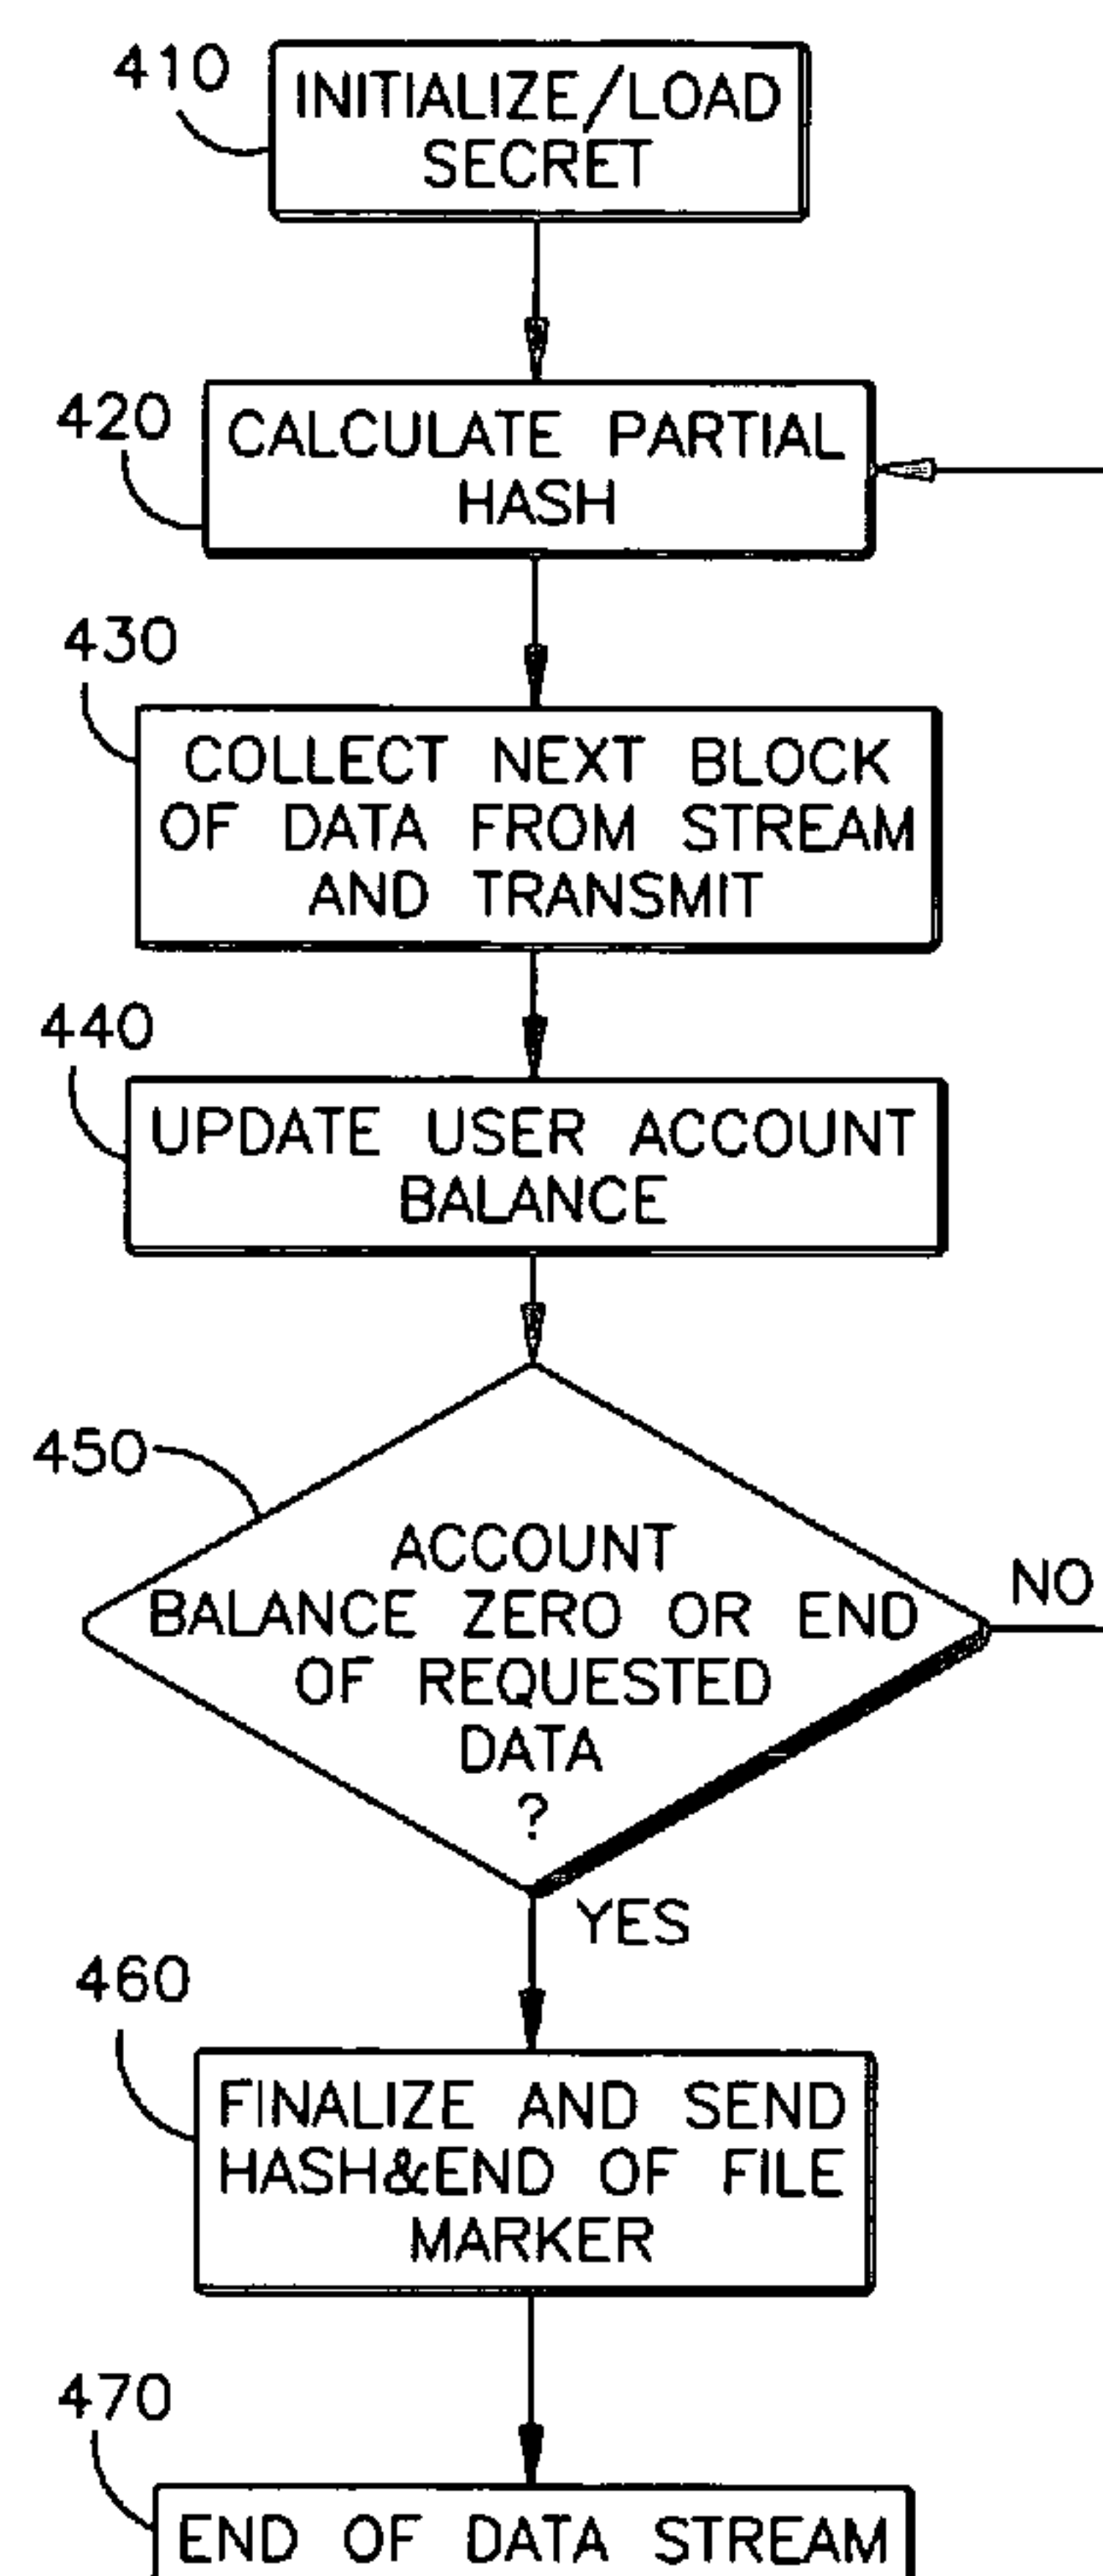 410
INITIALIZE/LOAD
SECRET
420
CALCULATE PARTIAL
HASH
430
COLLECT NEXT BLOCK
OF DATA FROM STREAM
AND TRANSMIT
440
UPDATE USER ACCOUNT
BALANCE
450
ACCOUNT
BALANCE ZERO OR END
OF REQUESTED
DATA
?
NO
YES
460
FINALIZE AND SEND
HASH&END OF FILE
MARKER
470
END OF DATA STREAM